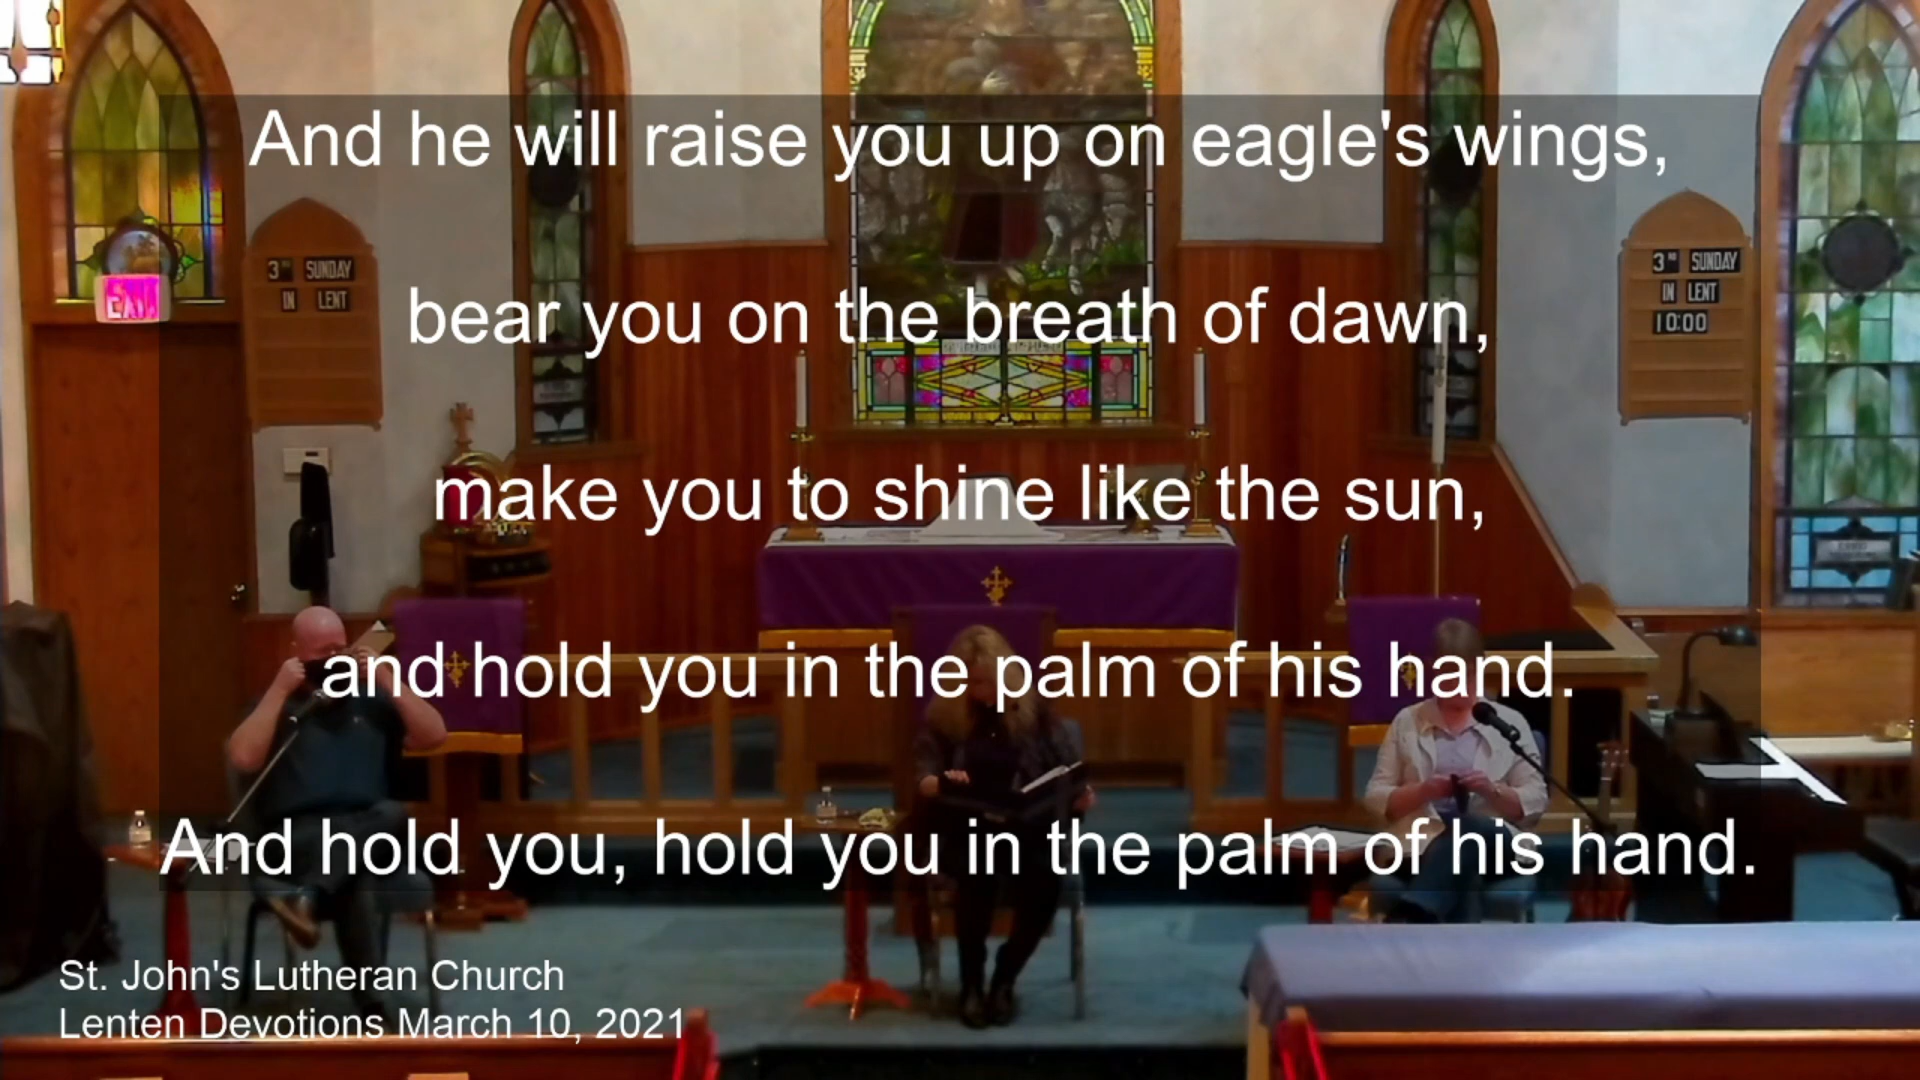 And he will raise you up on eagle's wings,
bear you on the breath of dawn,
make you to shine like the sun,
and hold you in the palm of his hand.
And hold you, hold you in the palm of his hand.
3RD SUNDAY
IN LENT
3RD SUNDAY
IN LENT
10:00
EXIT
St. John's Lutheran Church
Lenten Devotions March 10, 2021